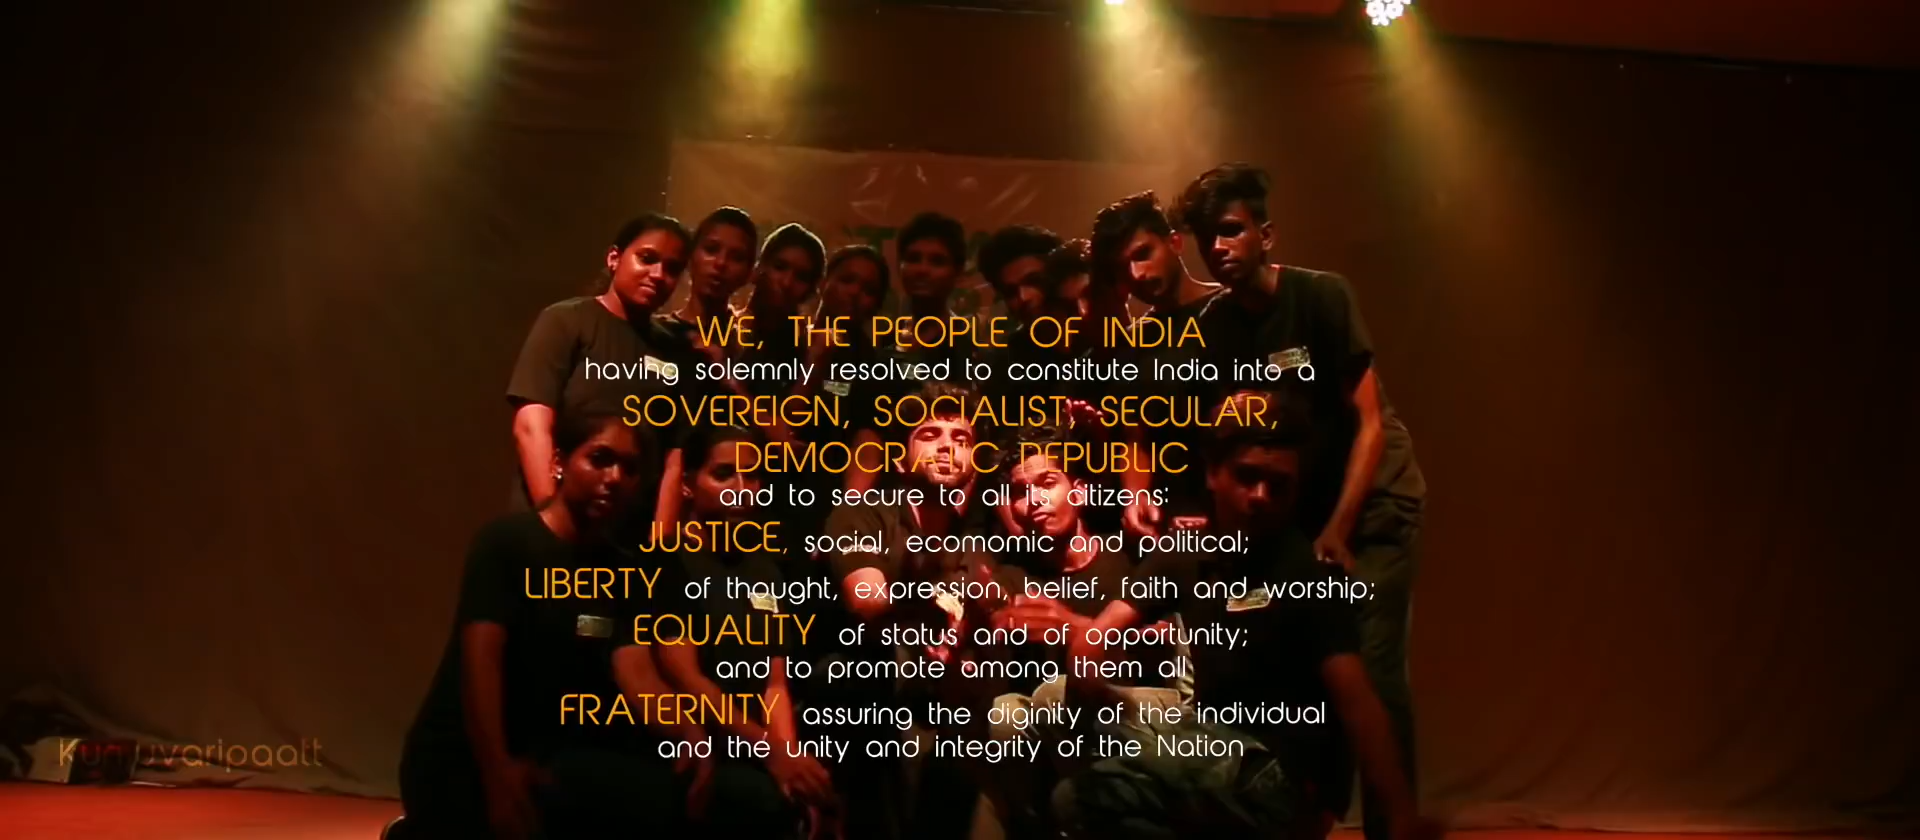 WE, THE PEOPLE OF INDIA
having solemnly resolved to constitute India into a
SOVEREIGN, SOCIALIST, SECULAR,
DEMOCRATIC REPUBLIC
and to secure to all its citizens:
JUSTICE, social, ecomomic and political;
LIBERTY of thought, expression, belief, faith and worship;
EQUALITY of status and of opportunity;
and to promote among them all
FRATERNITY assuring the diginity of the individual
and the unity and integrity of the Nation